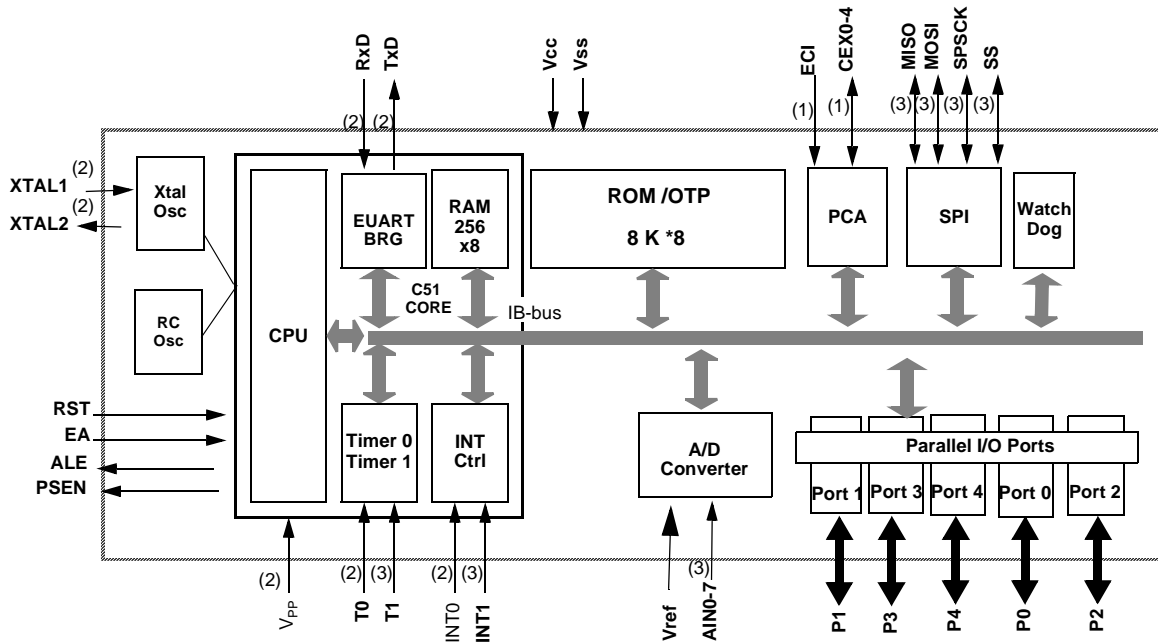 RxD
TxD
Vcc
Vss
ECI
CEX0-4
MISO
MOSI
SPSCK
SS
(2)
(2)
(1)
(1)
(3)
(3)
(3)
(3)
XTAL1
(2)
XTAL2
(2)
Xtal
Osc
RC
Osc
CPU
EUART
BRG
RAM
256
x8
C51
CORE
IB-bus
ROM /OTP
8 K *8
PCA
SPI
Watch
Dog
RST
EA
ALE
PSEN
Timer 0
Timer 1
INT
Ctrl
A/D
Converter
Parallel I/O Ports
Port 1
Port 3
Port 4
Port 0
Port 2
(2)
(2)
(3)
(2)
(3)
(3)
VPP
T0
T1
INT0
INT1
Vref
AIN0-7
P1
P3
P4
P0
P2